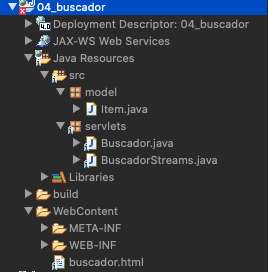 04_buscador
Deployment Descriptor: 04_buscador
JAX-WS Web Services
Java Resources
src
model
Item.java
servlets
Buscador.java
BuscadorStreams.java
Libraries
build
WebContent
META-INF
WEB-INF
buscador.html